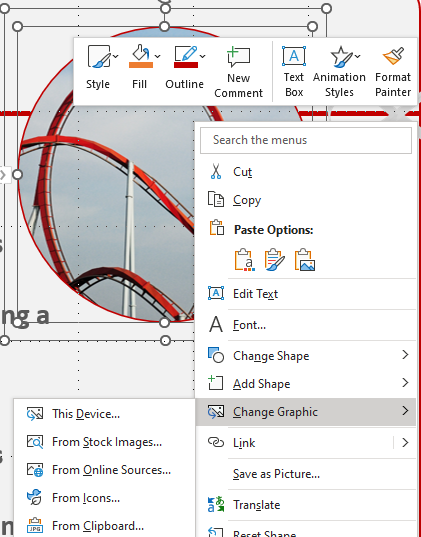 Style
Fill
Outline
New Comment
Text Box
Animation Styles
Format Painter
Search the menus
Cut
Copy
Paste Options:
Edit Text
Font...
Change Shape
Add Shape
Change Graphic
Link
Save as Picture...
Translate
Reset Shape
This Device...
From Stock Images...
From Online Sources...
From Icons...
From Clipboard...
ng a